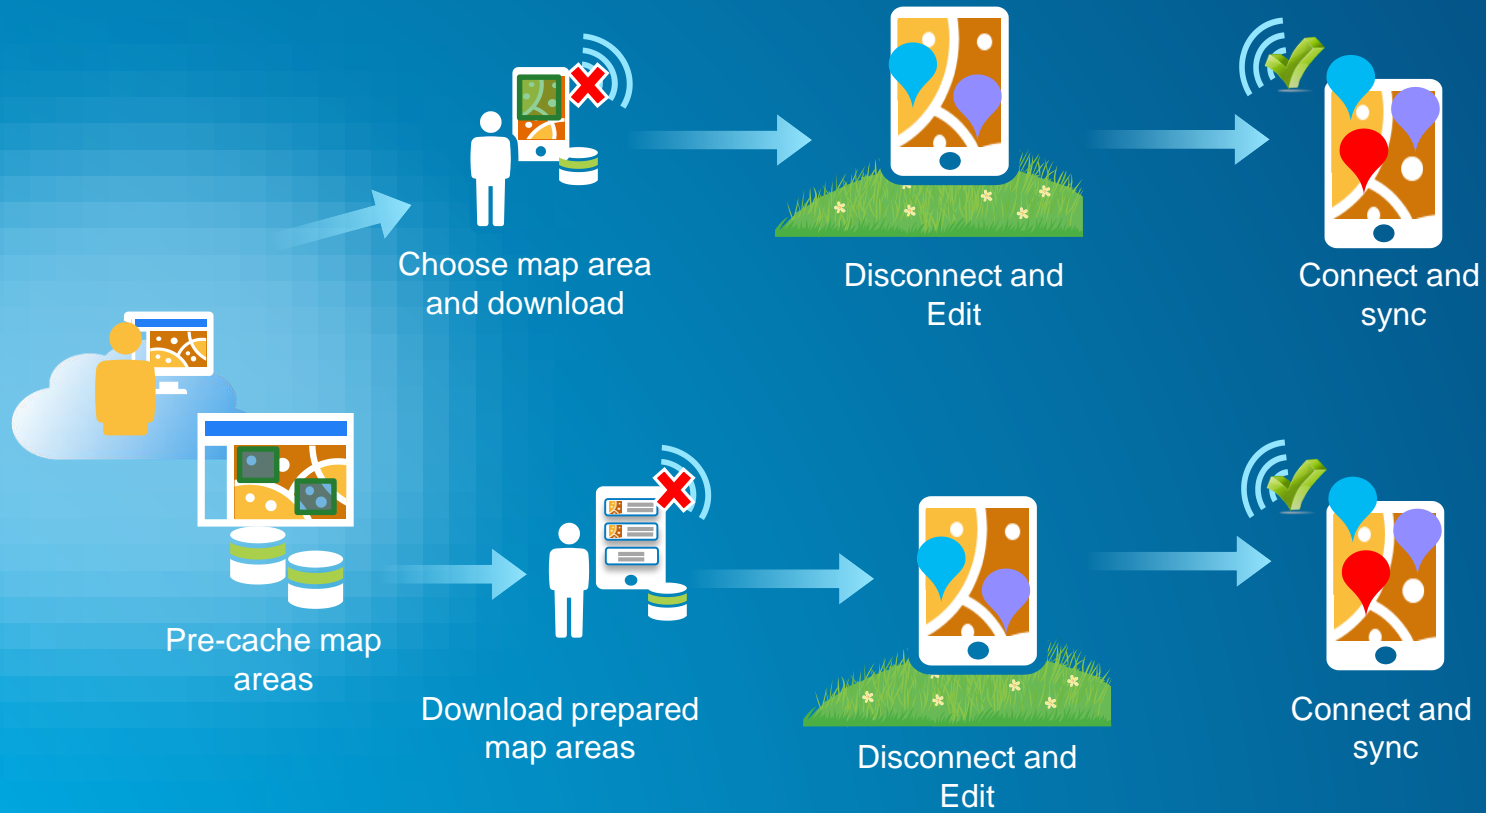 Choose map area
and download
Disconnect and
Edit
Connect and
sync
Pre-cache map
areas
Download prepared
map areas
Disconnect and
Edit
Connect and
sync